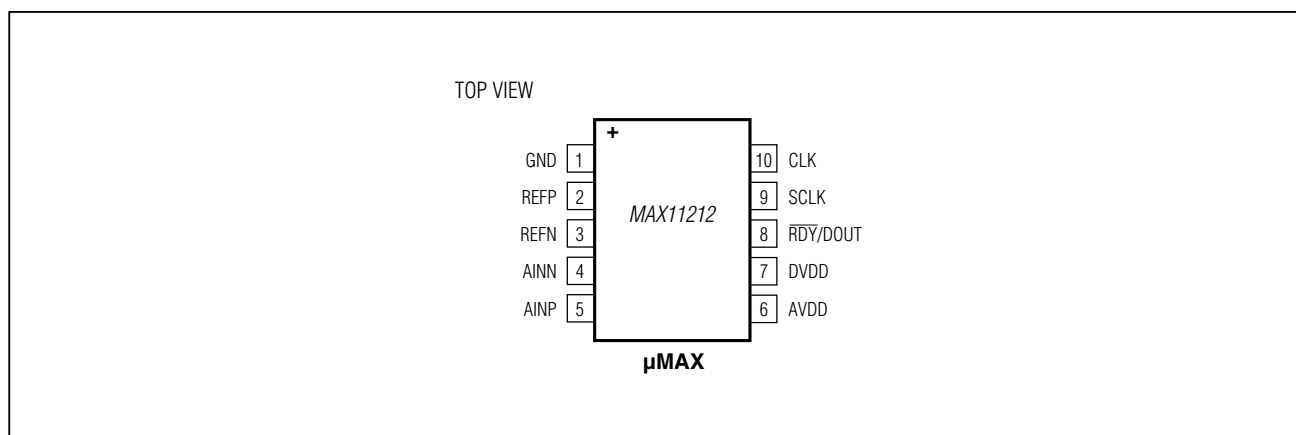 TOP VIEW
+
GND 1
REFP 2
REFN 3
AINN 4
AINP 5
MAX11212
10 CLK
9 SCLK
8 R̅D̅Y̅/DOUT
7 DVDD
6 AVDD
µMAX